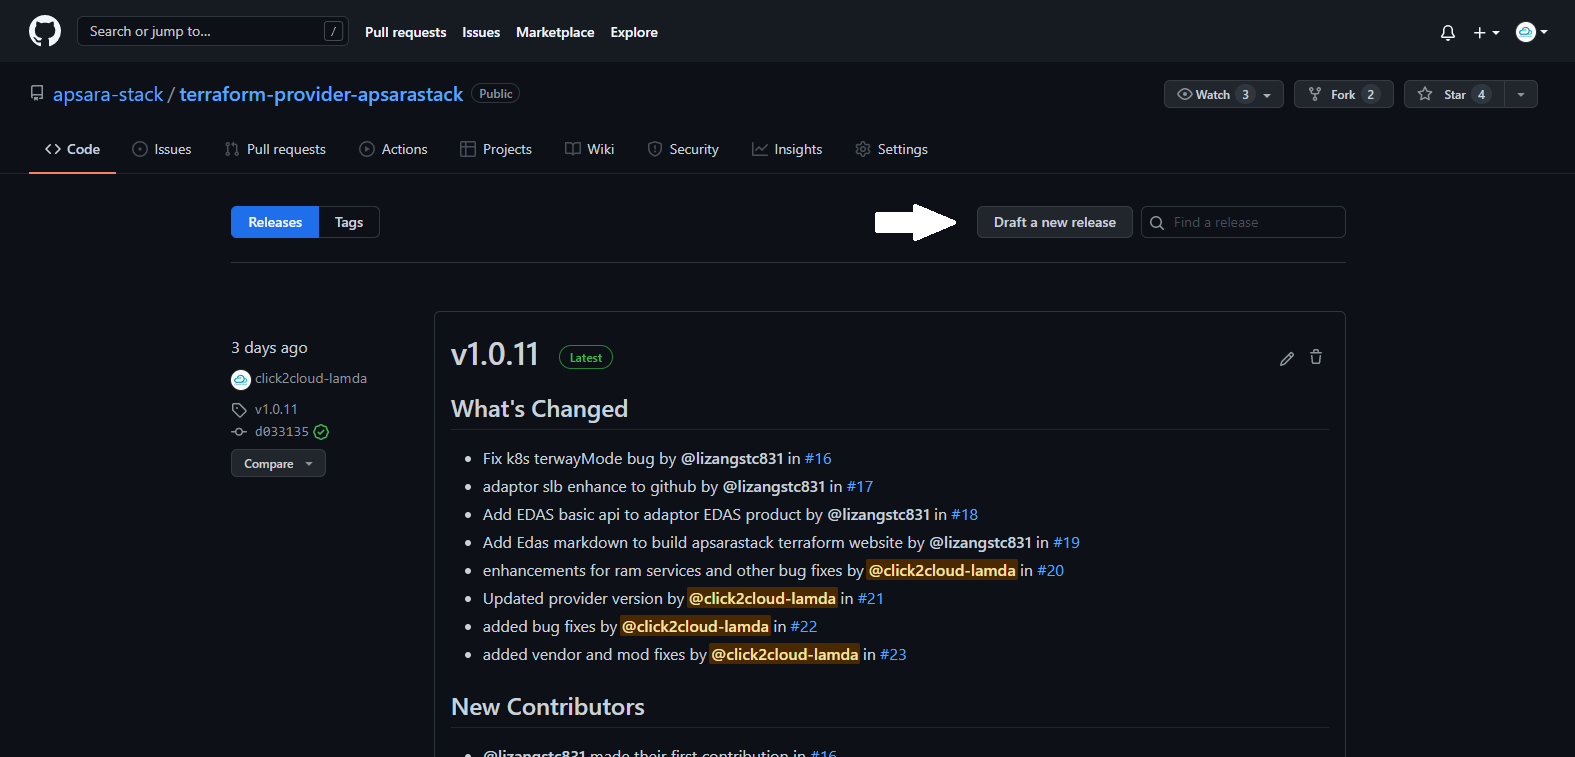 Search or jump to... /
Pull requests Issues Marketplace Explore
apsara-stack / terraform-provider-apsarastack Public
Watch 3 Fork 2 Star 4
Code Issues Pull requests Actions Projects Wiki Security Insights Settings
Releases Tags
Draft a new release Find a release
3 days ago
click2cloud-lamda
v1.0.11
d033135
Compare
v1.0.11 Latest
What's Changed
Fix k8s terwayMode bug by @lizangstc831 in #16
adaptor slb enhance to github by @lizangstc831 in #17
Add EDAS basic api to adaptor EDAS product by @lizangstc831 in #18
Add Edas markdown to build apsarastack terraform website by @lizangstc831 in #19
enhancements for ram services and other bug fixes by @click2cloud-lamda in #20
Updated provider version by @click2cloud-lamda in #21
added bug fixes by @click2cloud-lamda in #22
added vendor and mod fixes by @click2cloud-lamda in #23
New Contributors
@lizangstc831 made their first contribution in #16